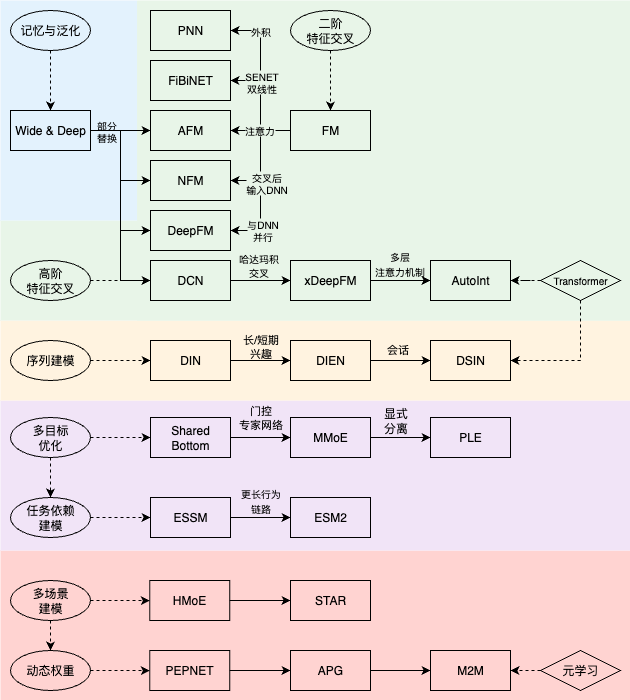 记忆与泛化
PNN
外积
二阶
特征交叉
FiBiNET
SENET
双线性
Wide & Deep
部分
替换
AFM
注意力
FM
NFM
交叉后
输入DNN
DeepFM
与DNN
并行
高阶
特征交叉
DCN
哈达玛积
交叉
xDeepFM
多层
注意力机制
AutoInt
Transformer
序列建模
DIN
长/短期
兴趣
DIEN
会话
DSIN
多目标
优化
Shared
Bottom
门控
专家网络
MMoE
显式
分离
PLE
任务依赖
建模
ESSM
更长行为
链路
ESM2
多场景
建模
HMoE
STAR
动态权重
PEPNET
APG
M2M
元学习